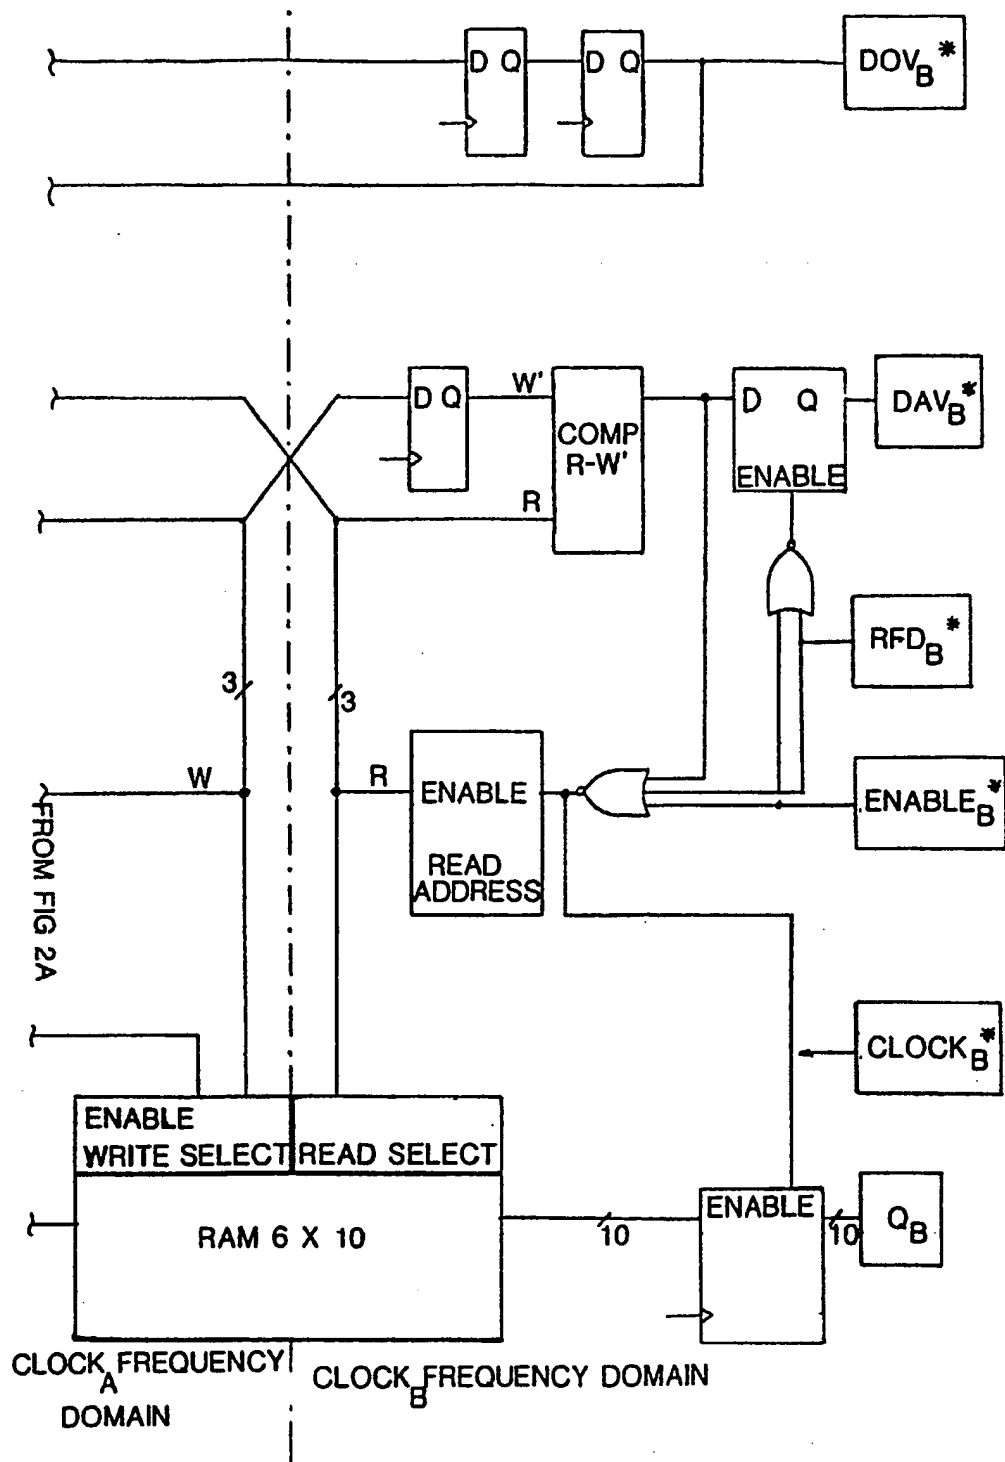 D Q
D Q
DOV_B*
D Q
W'
COMP
R-W'
R
D Q
ENABLE
DAV_B*
RFD_B*
3
3
W
R
ENABLE
READ
ADDRESS
ENABLE_B*
FROM FIG 2A
CLOCK_B*
ENABLE
WRITE SELECT
READ SELECT
RAM 6 X 10
10
ENABLE
10
Q_B
CLOCK_A FREQUENCY
DOMAIN
CLOCK_B FREQUENCY DOMAIN